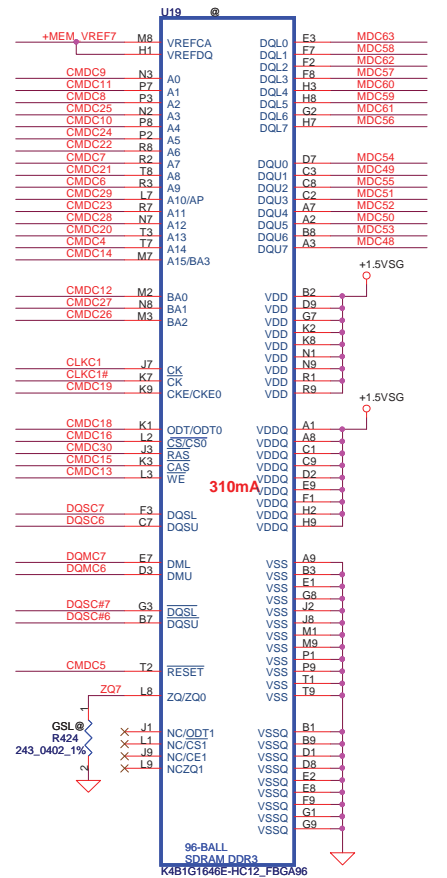 U19 @
+MEM_VREF7 M8 VREFCA DQL0 E3 MDC63
H1 VREFDQ DQL1 F7 MDC58
DQL2 F2 MDC62
CMDC9 N3 A0 DQL3 F8 MDC57
CMDC11 P7 A1 DQL4 H3 MDC60
CMDC8 P3 A2 DQL5 H8 MDC59
CMDC25 N2 A3 DQL6 G2 MDC61
CMDC10 P8 A4 DQL7 H7 MDC56
CMDC24 P2 A5
CMDC22 R8 A6
CMDC7 R2 A7 DQU0 D7 MDC54
CMDC21 T8 A8 DQU1 C3 MDC49
CMDC6 R3 A9 DQU2 C8 MDC55
CMDC29 L7 A10/AP DQU3 C2 MDC51
CMDC23 R7 A11 DQU4 A7 MDC52
CMDC28 N7 A12 DQU5 A2 MDC50
CMDC20 T3 A13 DQU6 B8 MDC53
CMDC4 T7 A14 DQU7 A3 MDC48
CMDC14 M7 A15/BA3
+1.5VSG
CMDC12 M2 BA0 VDD B2
CMDC27 N8 BA1 VDD D9
CMDC26 M3 BA2 VDD G7
VDD K2
VDD K8
VDD N1
CLKC1 J7 CK VDD N9
CLKC1# K7 CK VDD R1
CMDC19 K9 CKE/CKE0 VDD R9
+1.5VSG
CMDC18 K1 ODT/ODT0 VDDQ A1
CMDC16 L2 CS/CS0 VDDQ A8
CMDC30 J3 RAS VDDQ C1
CMDC15 K3 CAS VDDQ C9
CMDC13 L3 WE VDDQ D2
310mA VDDQ E9
DQSC7 F3 DQSL VDDQ F1
DQSC6 C7 DQSU VDDQ H2
VDDQ H9
DQMC7 E7 DML VSS A9
DQMC6 D3 DMU VSS B3
VSS E1
VSS G8
DQSC#7 G3 DQSL VSS J2
DQSC#6 B7 DQSU VSS J8
VSS M1
VSS M9
VSS P1
CMDC5 T2 RESET VSS P9
VSS T1
ZQ7 L8 ZQ/ZQ0 VSS T9
1
GSL@
R424
243_0402_1%
2
J1 NC/ODT1 VSSQ B1
L1 NC/CS1 VSSQ B9
J9 NC/CE1 VSSQ D1
L9 NCZQ1 VSSQ D8
VSSQ E2
VSSQ E8
VSSQ F9
VSSQ G1
VSSQ G9
96-BALL
SDRAM DDR3
K4B1G1646E-HC12_FBGA96